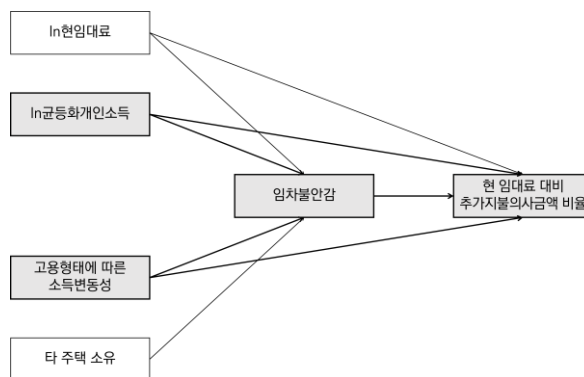 ln현임대료
ln균등화개인소득
임차불안감
현 임대료 대비
추가지불의사금액 비율
고용형태에 따른
소득변동성
타 주택 소유